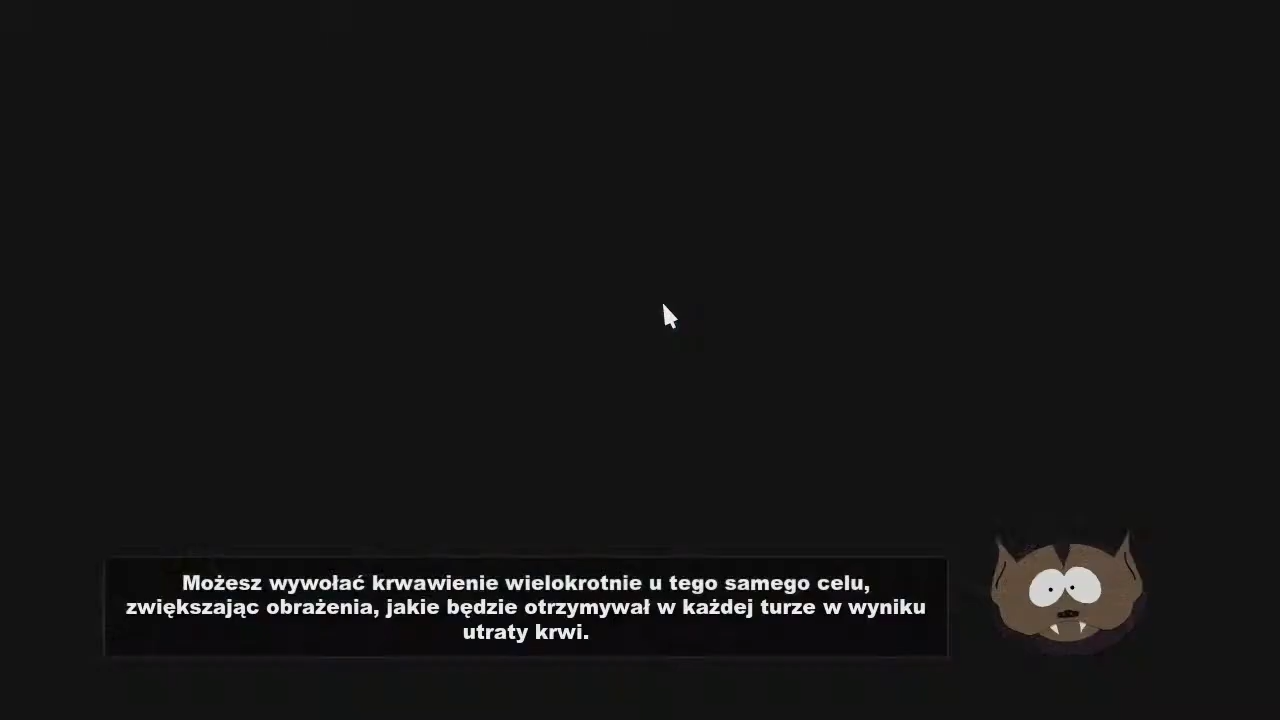 Możesz wywołać krwawienie wielokrotnie u tego samego celu,
zwiększając obrażenia, jakie będzie otrzymywał w każdej turze w wyniku
utraty krwi.